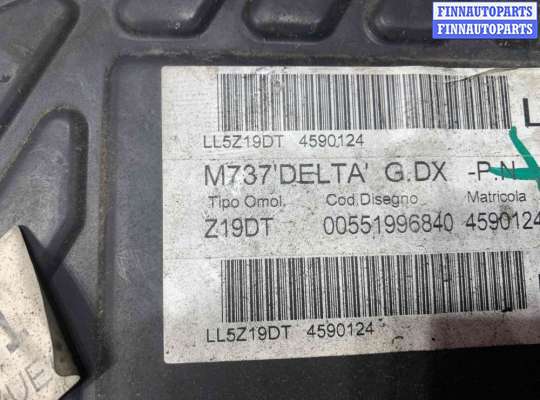 FINNAUTOPARTS
FINNAUTOPARTS
LL5Z19DT 4590124
M737'DELTA' G.DX -P.N
Tipo Omol. Cod.Disegno Matricola
Z19DT 00551996840 4590124
LL5Z19DT 4590124